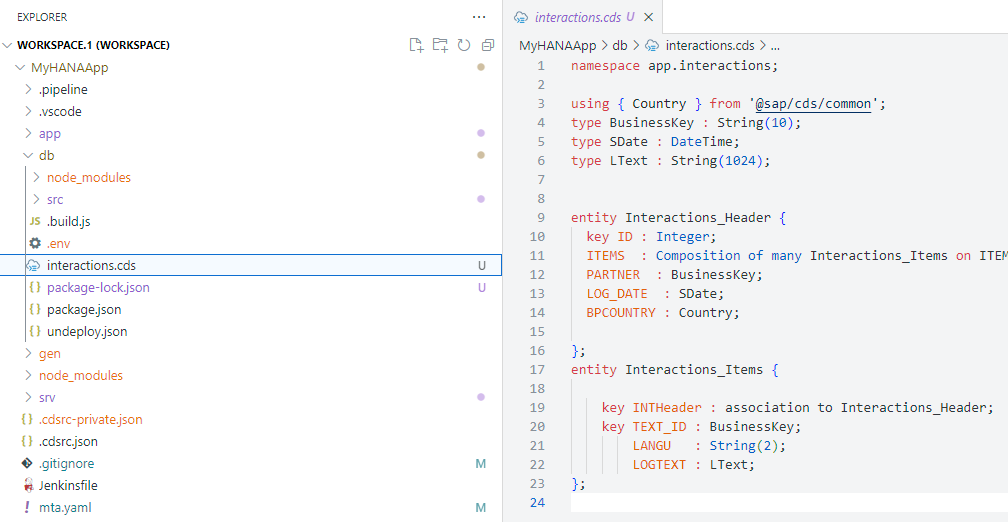 EXPLORER
···
WORKSPACE.1 (WORKSPACE)
MyHANAApp
.pipeline
.vscode
app
db
node_modules
src
JS .build.js
.env
interactions.cds U
{} package-lock.json U
{} package.json
{} undeploy.json
gen
node_modules
srv
{} .cdsrc-private.json
{} .cdsrc.json
.gitignore M
Jenkinsfile
! mta.yaml M
interactions.cds U ×
MyHANAApp > db > interactions.cds > ...
1 namespace app.interactions;
2
3 using { Country } from '@sap/cds/common';
4 type BusinessKey : String(10);
5 type SDate : DateTime;
6 type LText : String(1024);
7
8
9 entity Interactions_Header {
10 key ID : Integer;
11 ITEMS : Composition of many Interactions_Items on ITEM
12 PARTNER : BusinessKey;
13 LOG_DATE : SDate;
14 BPCOUNTRY : Country;
15
16 };
17 entity Interactions_Items {
18
19 key INTHeader : association to Interactions_Header;
20 key TEXT_ID : BusinessKey;
21 LANGU : String(2);
22 LOGTEXT : LText;
23 };
24